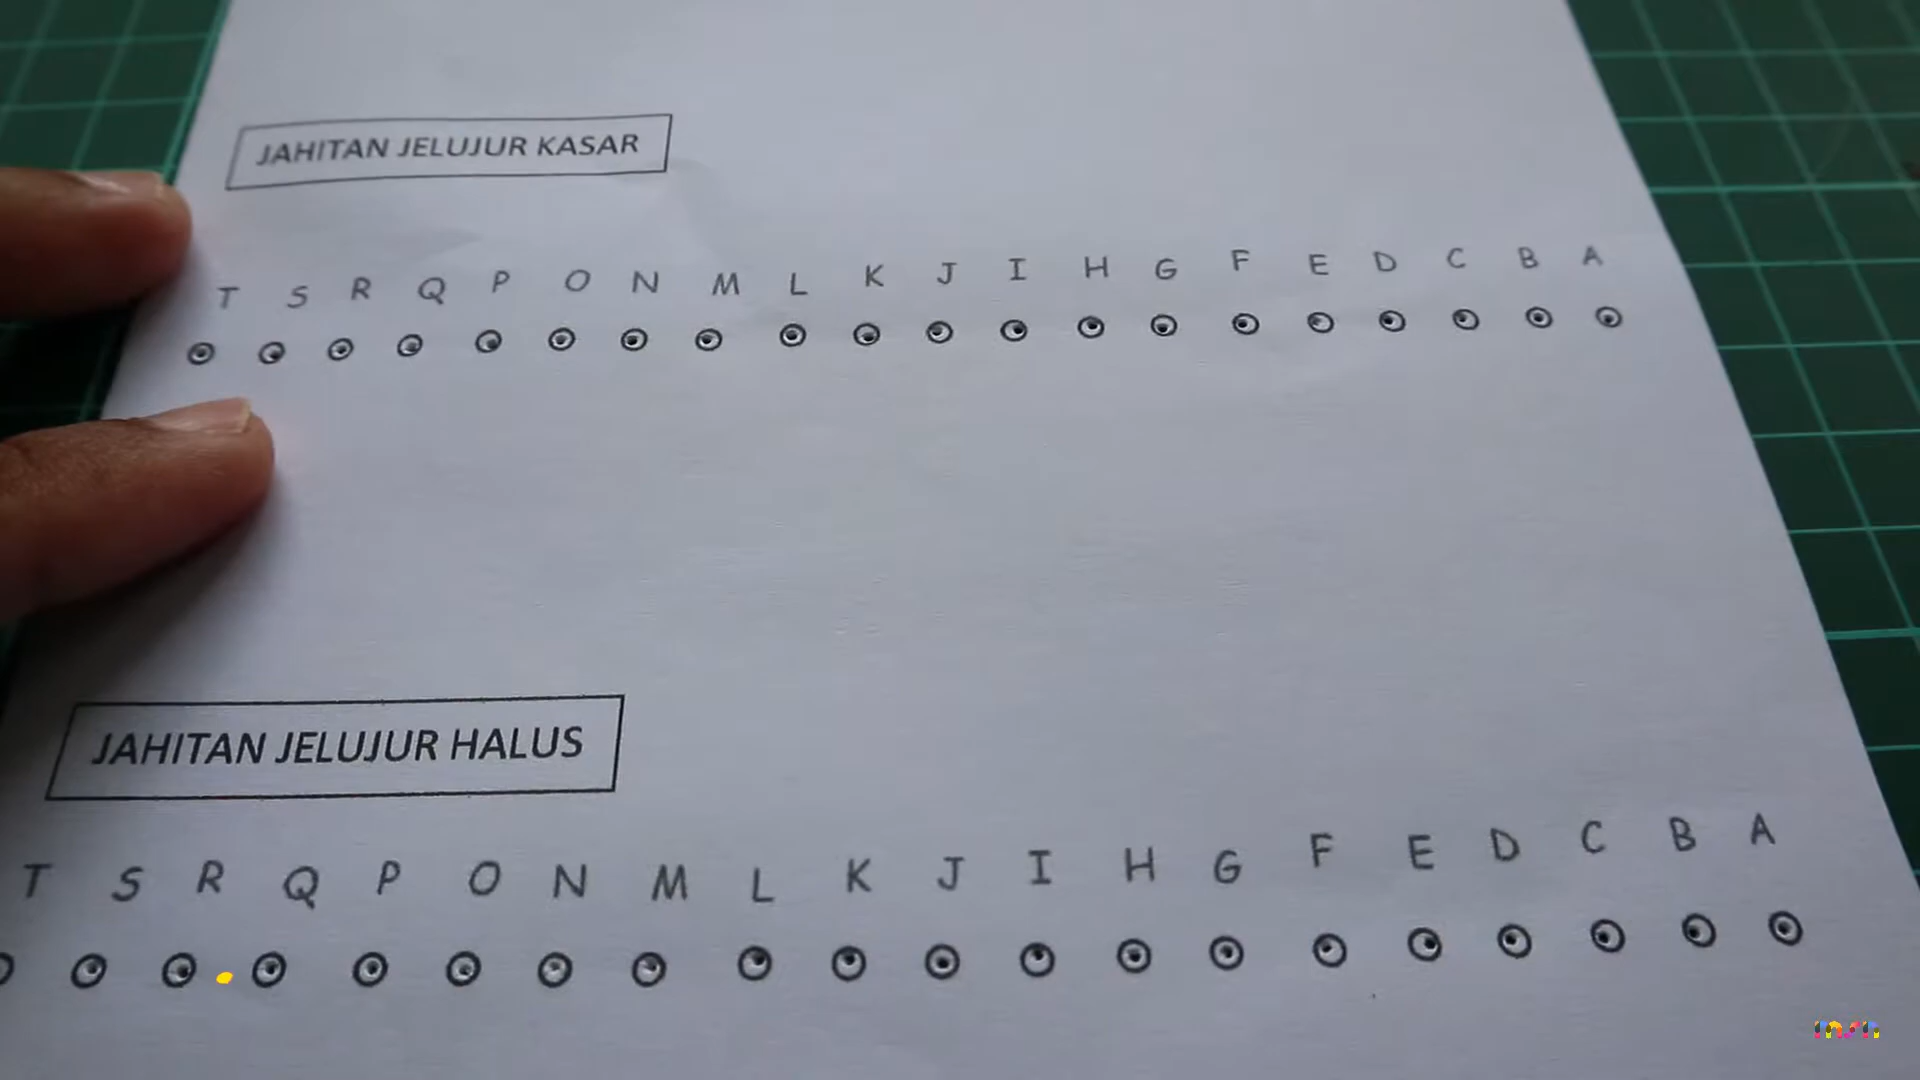 JAHITAN JELUJUR KASAR
T S R Q P O N M L K J I H G F E D C B A
JAHITAN JELUJUR HALUS
T S R Q P O N M L K J I H G F E D C B A